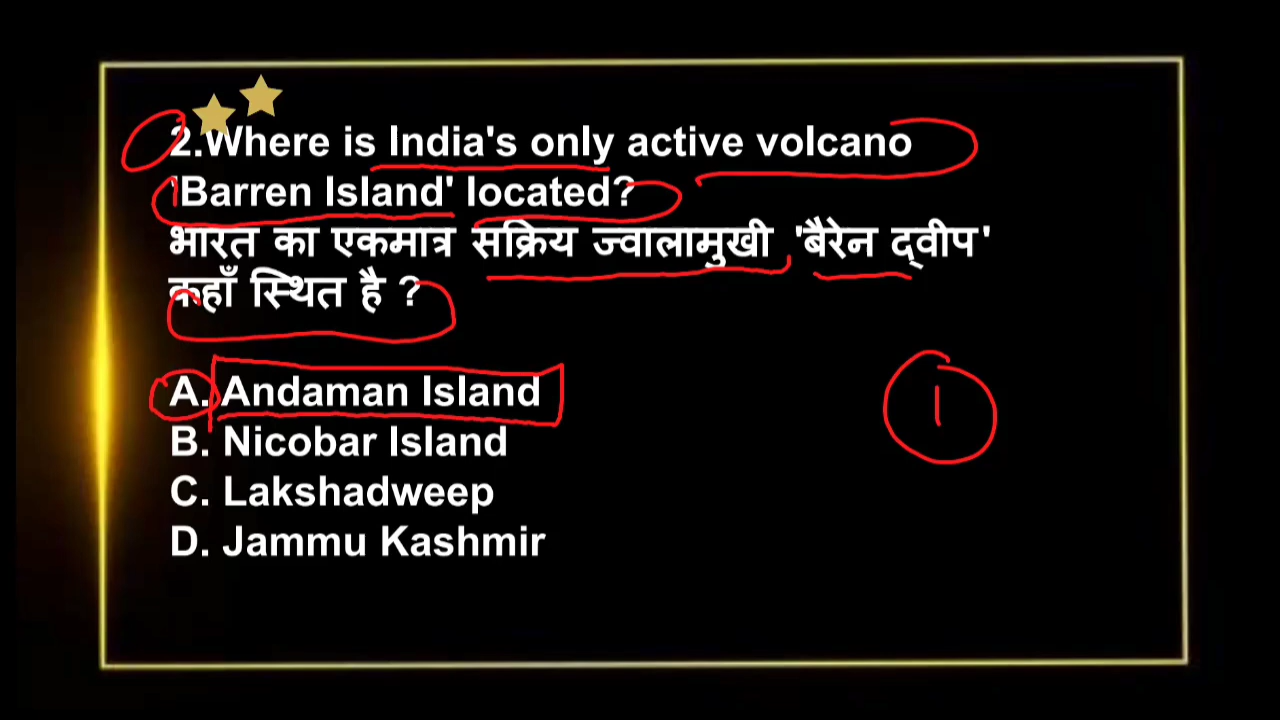 2.Where is India's only active volcano
'Barren Island' located?
भारत का एकमात्र सक्रिय ज्वालामुखी 'बैरेन द्वीप'
कहाँ स्थित है ?
A. Andaman Island
B. Nicobar Island
C. Lakshadweep
D. Jammu Kashmir
1